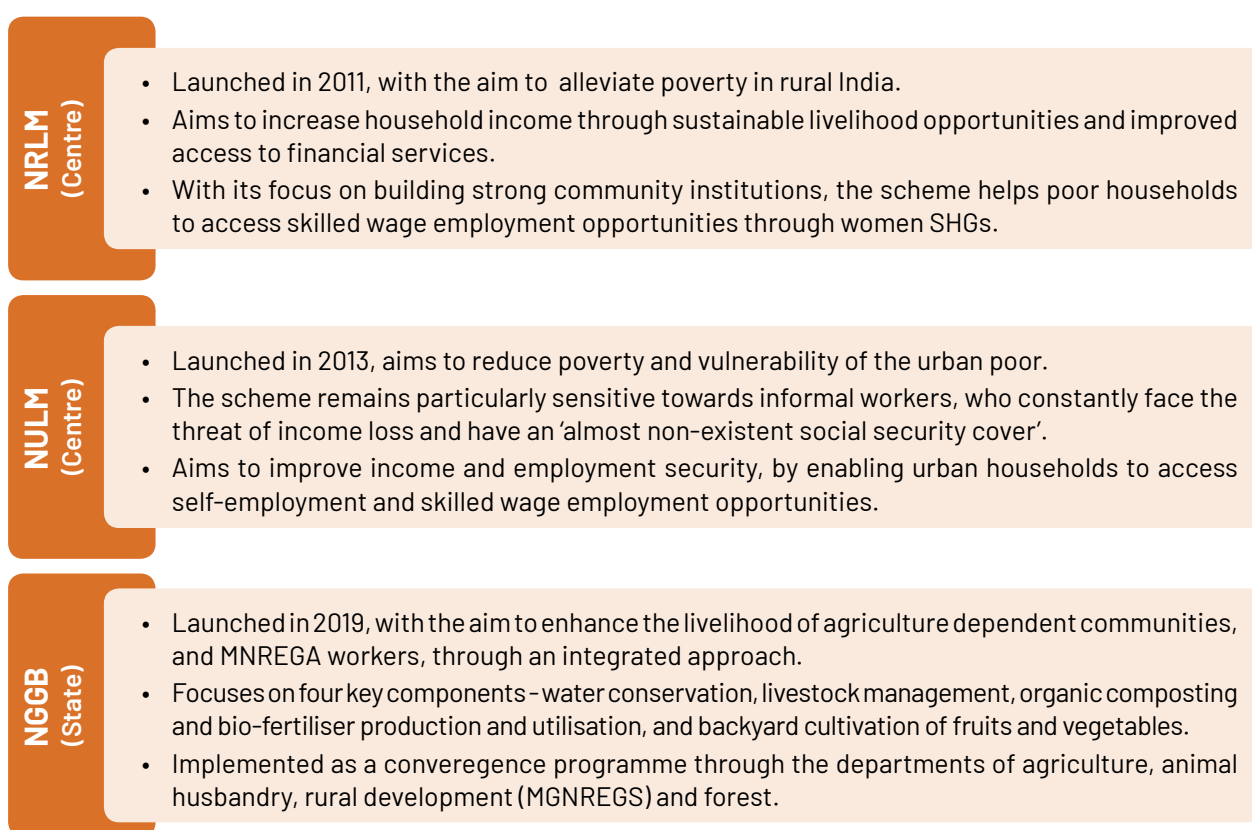 NRLM
(Centre)
• Launched in 2011, with the aim to alleviate poverty in rural India.
• Aims to increase household income through sustainable livelihood opportunities and improved
access to financial services.
• With its focus on building strong community institutions, the scheme helps poor households
to access skilled wage employment opportunities through women SHGs.
NULM
(Centre)
• Launched in 2013, aims to reduce poverty and vulnerability of the urban poor.
• The scheme remains particularly sensitive towards informal workers, who constantly face the
threat of income loss and have an ‘almost non-existent social security cover’.
• Aims to improve income and employment security, by enabling urban households to access
self-employment and skilled wage employment opportunities.
NGGB
(State)
• Launched in 2019, with the aim to enhance the livelihood of agriculture dependent communities,
and MNREGA workers, through an integrated approach.
• Focuses on four key components - water conservation, livestock management, organic composting
and bio-fertiliser production and utilisation, and backyard cultivation of fruits and vegetables.
• Implemented as a converegence programme through the departments of agriculture, animal
husbandry, rural development (MGNREGS) and forest.